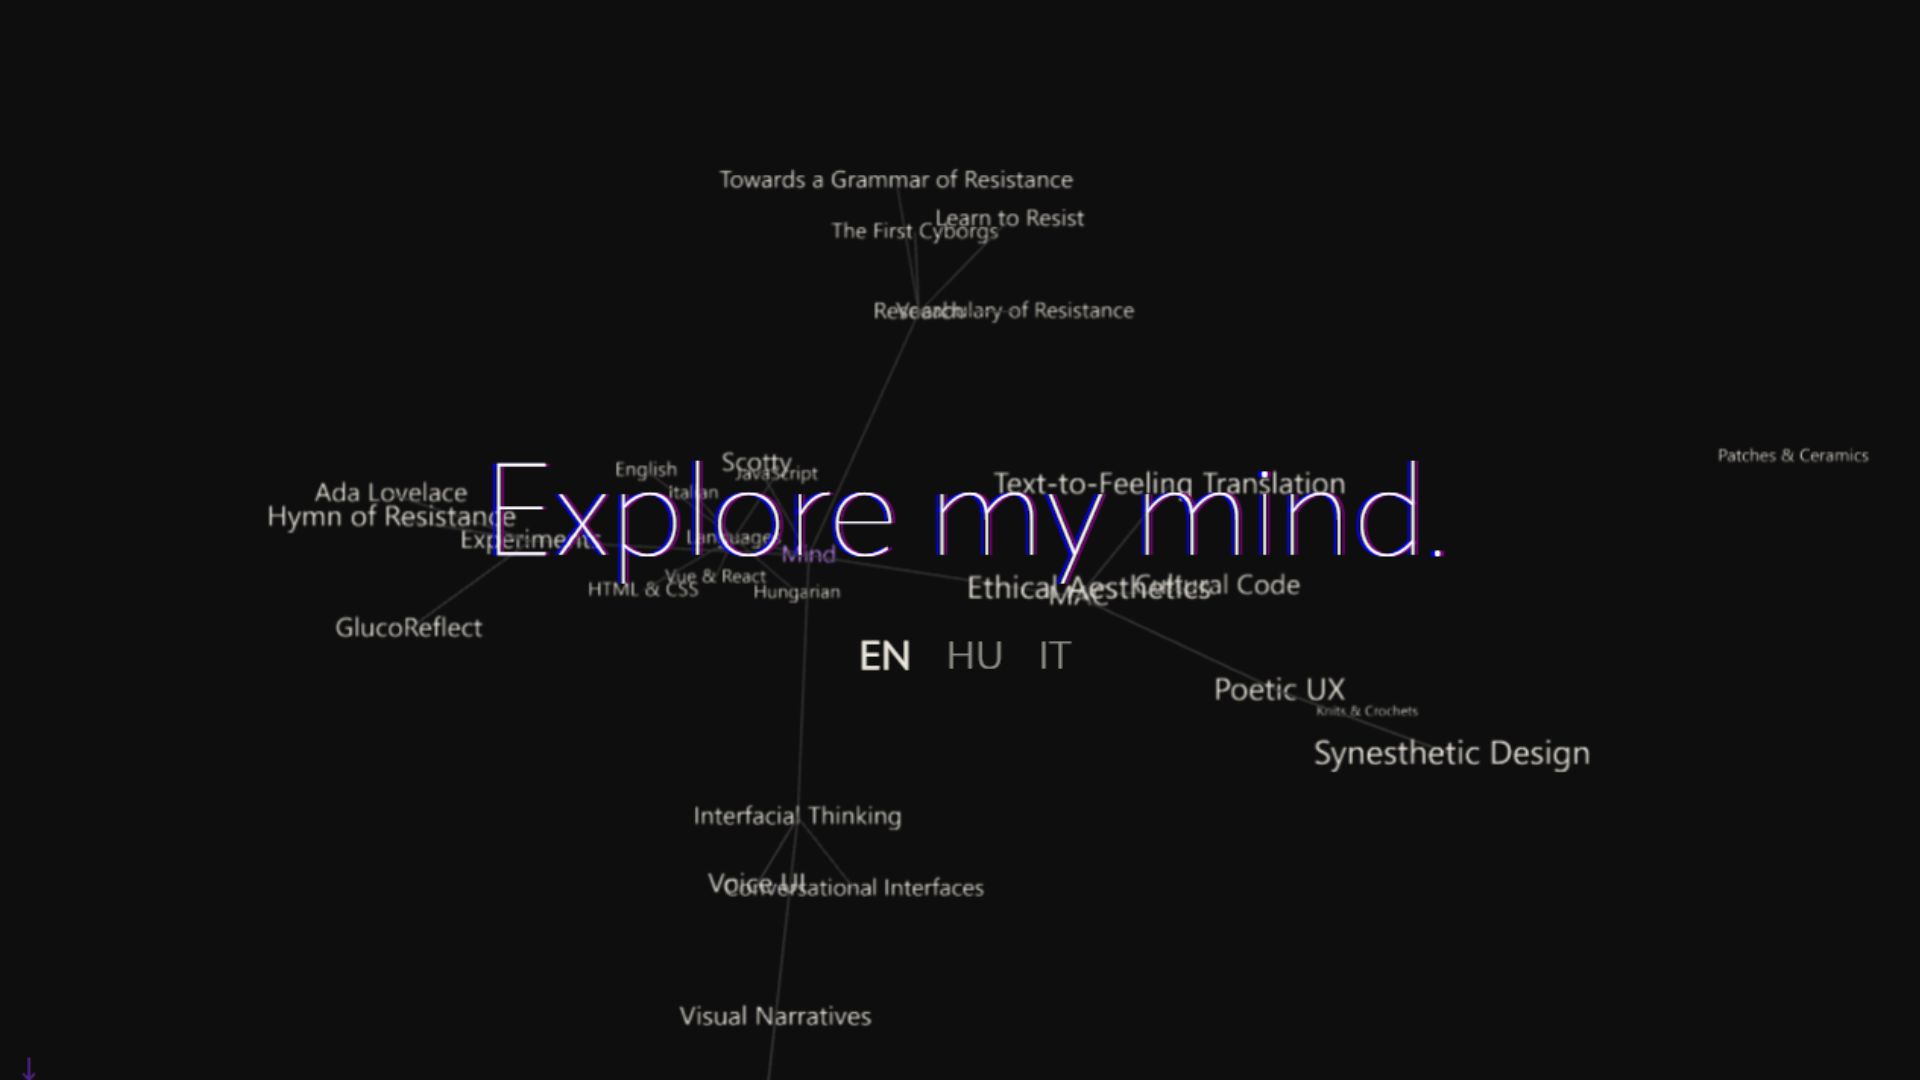 Towards a Grammar of Resistance
Learn to Resist
The First Cyborgs
Research
Vocabulary of Resistance
Patches & Ceramics
Scotty
English
JavaScript
Text-to-Feeling Translation
Italian
Ada Lovelace
Hymn of Resistance
Explore my mind.
Experiments
Languages
Mind
Vue & React
HTML & CSS
Hungarian
Ethical Aesthetics
Cultural Code
MAC
GlucoReflect
EN HU IT
Poetic UX
Knits & Crochets
Synesthetic Design
Interfacial Thinking
Voice UI
Conversational Interfaces
Visual Narratives